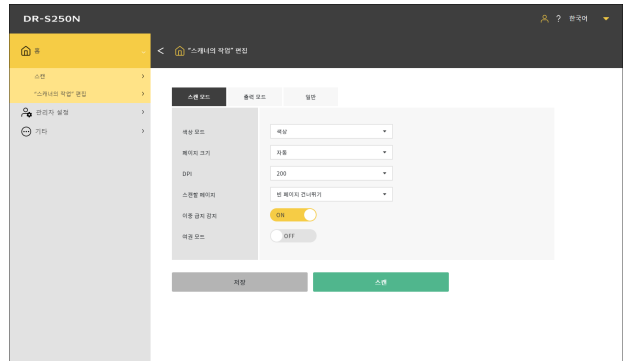 DR-S250N
? 한국어
홈
< "스캐너의 작업" 편집
스캔 >
"스캐너의 작업" 편집 >
관리자 설정 >
기타 >
스캔 모드 출력 모드 일반
색상 모드 색상
페이지 크기 자동
DPI 200
스캔할 페이지 빈 페이지 건너뛰기
이중 급지 감지 ON
여권 모드 OFF
저장 스캔